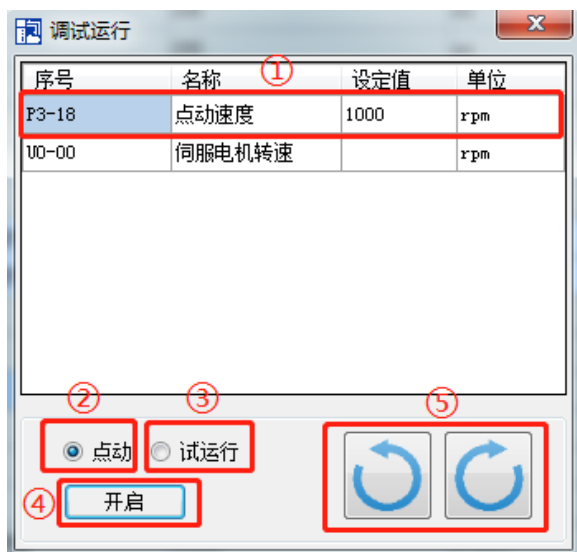 调试运行
序号 名称 ① 设定值 单位
P3-18 点动速度 1000 rpm
U0-00 伺服电机转速 rpm
② ③ ⑤
点动 试运行
④ 开启